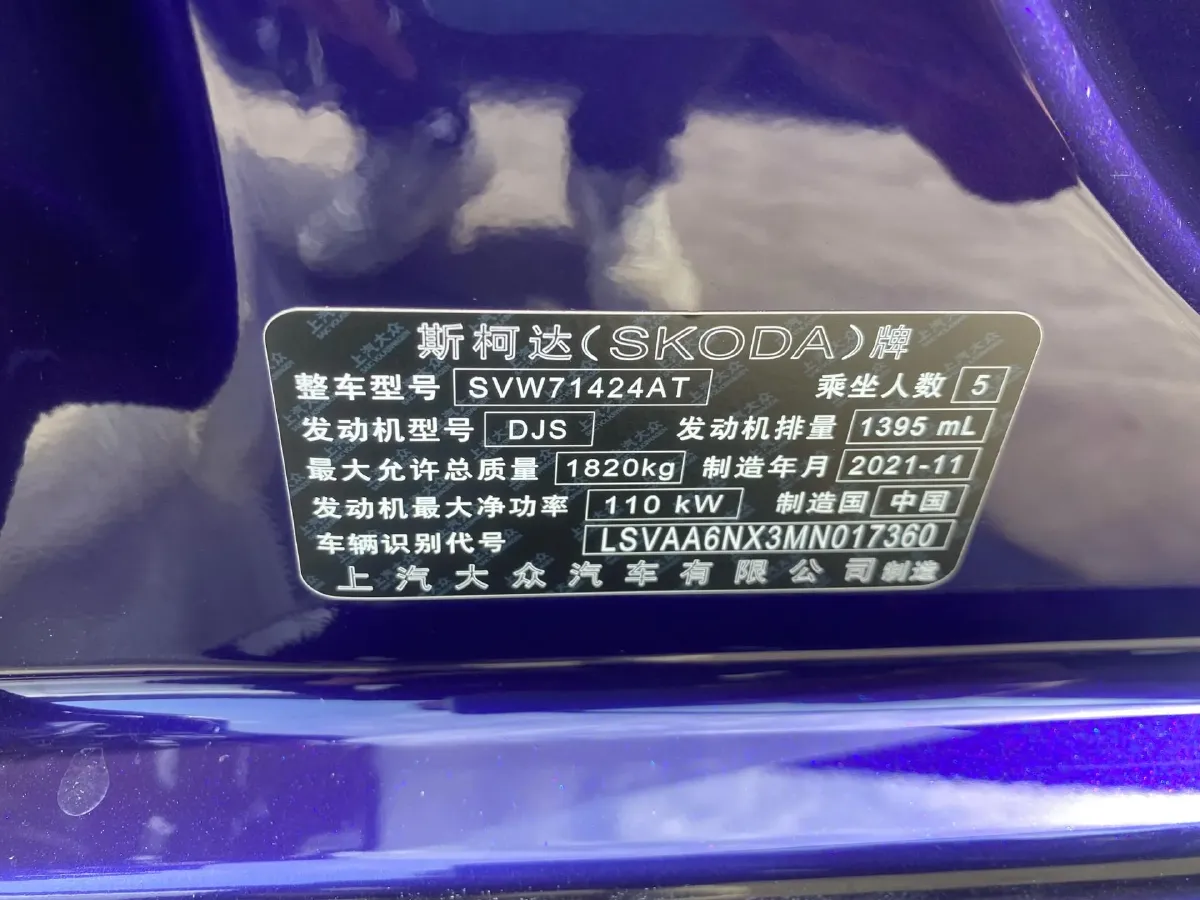 斯柯达(SKODA)牌
整车型号 SVW71424AT 乘坐人数 5
发动机型号 DJS 发动机排量 1395 mL
最大允许总质量 1820kg 制造年月 2021-11
发动机最大净功率 110 kW 制造国 中国
车辆识别代号 LSVAA6NX3MN017360
上汽大众汽车有限公司制造